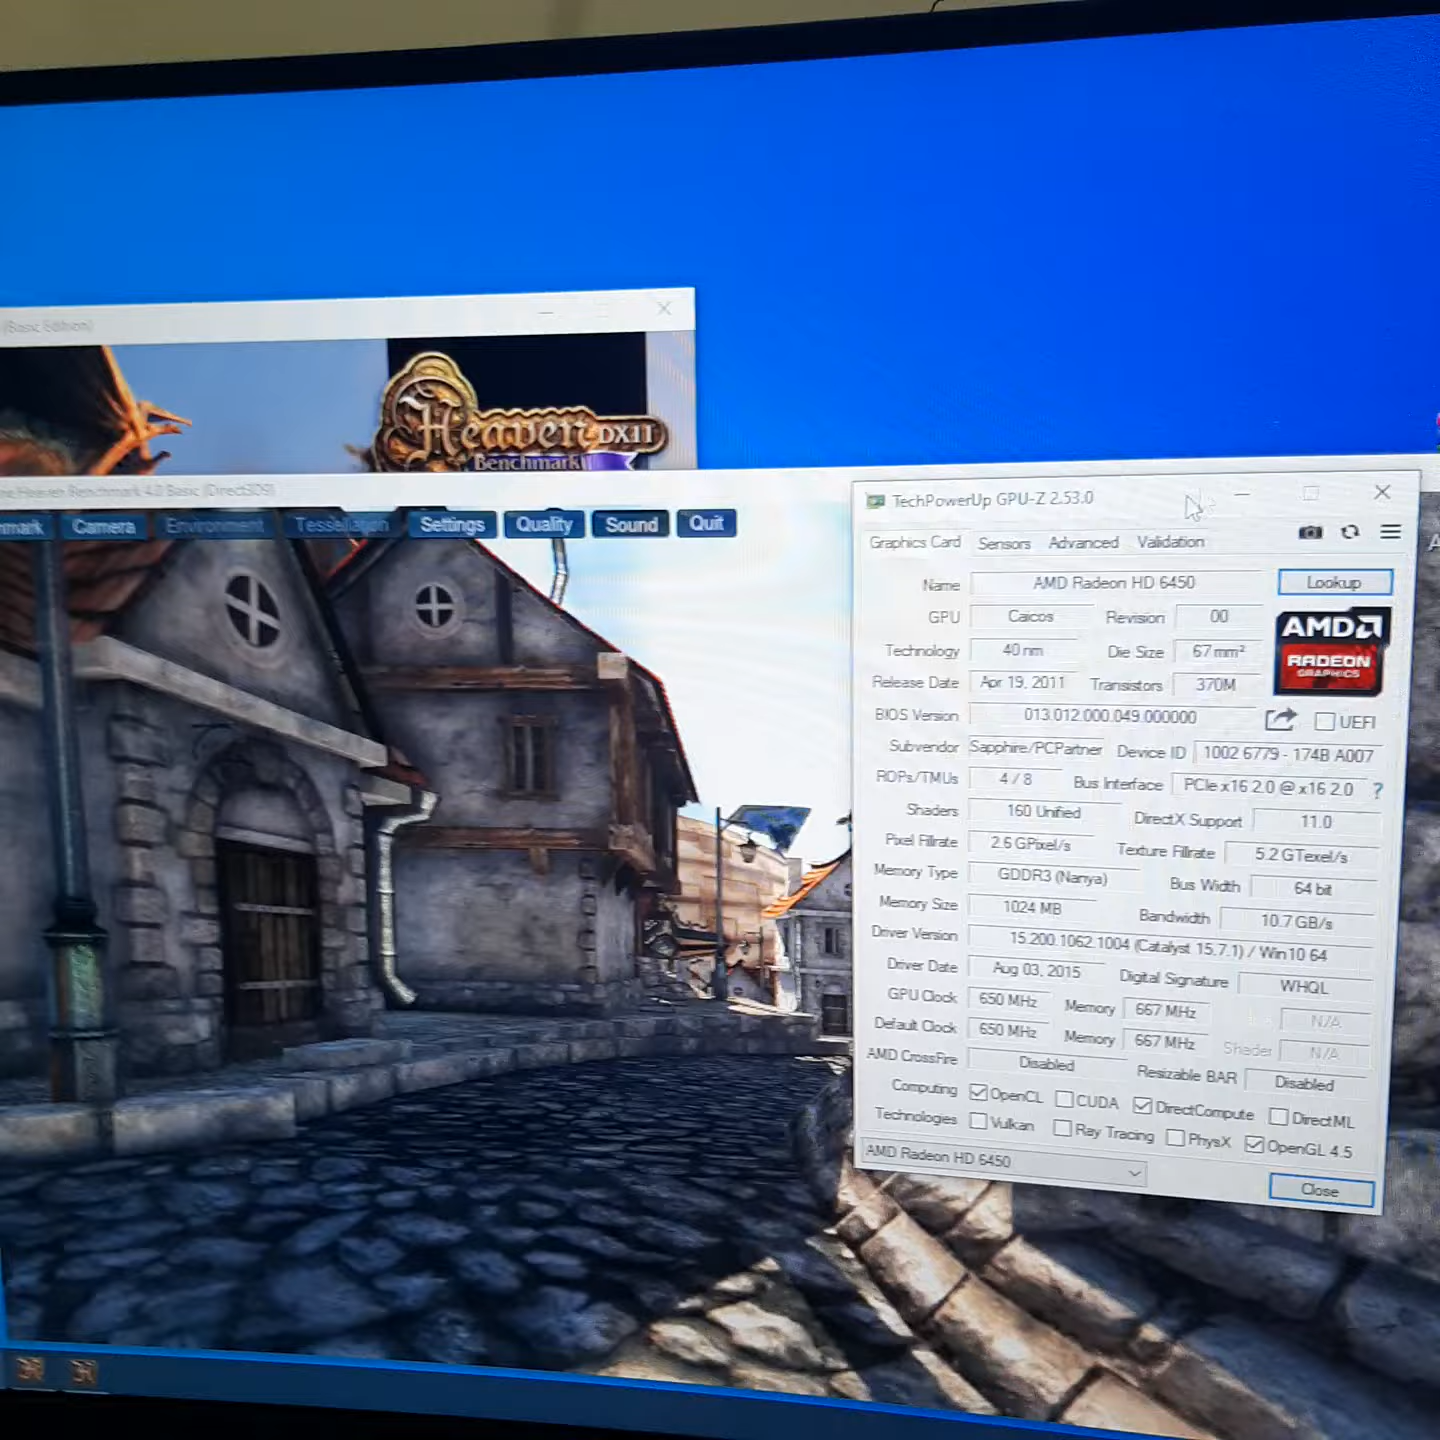 (Basic Edition)
Heaven DX11
Benchmark
Heaven Benchmark 4.0 Basic (Direct3D9)
Camera Environment Tessellation Settings Quality Sound Quit
TechPowerUp GPU-Z 2.53.0
Graphics Card Sensors Advanced Validation
Name AMD Radeon HD 6450 Lookup
GPU Caicos Revision 00
AMD
RADEON
GRAPHICS
Technology 40 nm Die Size 67 mm²
Release Date Apr 19, 2011 Transistors 370M
BIOS Version 013.012.000.049.000000 UEFI
Subvendor Sapphire/PCPartner Device ID 1002 6779 - 174B A007
ROPs/TMUs 4 / 8 Bus Interface PCIe x16 2.0 @ x16 2.0 ?
Shaders 160 Unified DirectX Support 11.0
Pixel Fillrate 2.6 GPixel/s Texture Fillrate 5.2 GTexel/s
Memory Type GDDR3 (Nanya) Bus Width 64 bit
Memory Size 1024 MB Bandwidth 10.7 GB/s
Driver Version 15.200.1062.1004 (Catalyst 15.7.1) / Win10 64
Driver Date Aug 03, 2015 Digital Signature WHQL
GPU Clock 650 MHz Memory 667 MHz N/A
Default Clock 650 MHz Memory 667 MHz Shader N/A
AMD CrossFire Disabled Resizable BAR Disabled
Computing OpenCL CUDA DirectCompute DirectML
Technologies Vulkan Ray Tracing PhysX OpenGL 4.5
AMD Radeon HD 6450
Close